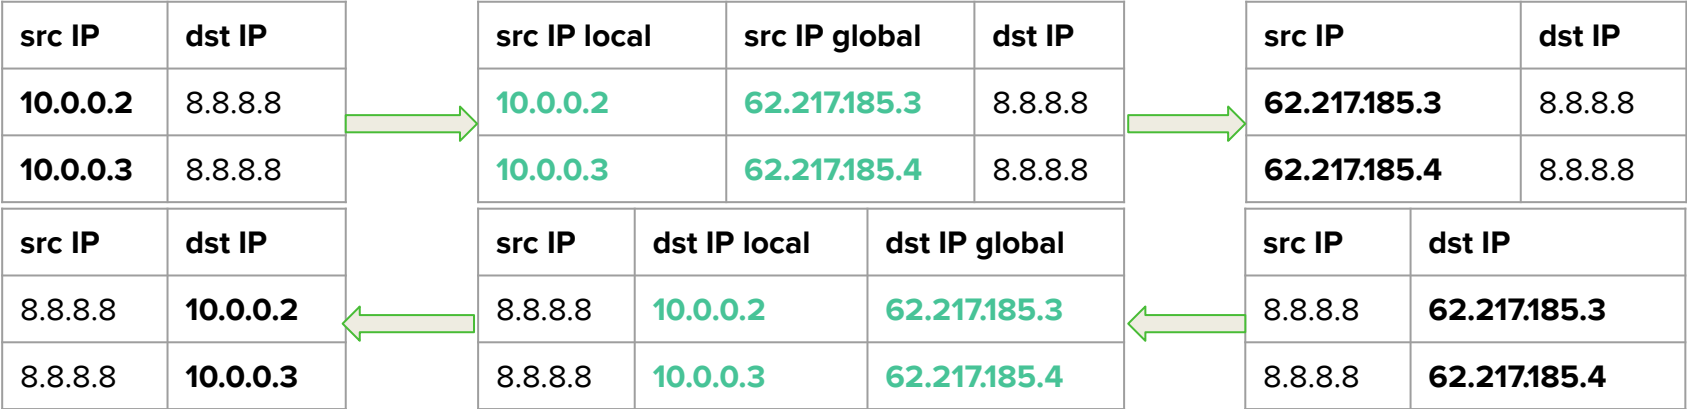 src IP dst IP src IP local src IP global dst IP src IP dst IP
10.0.0.2 8.8.8.8 10.0.0.2 62.217.185.3 8.8.8.8 62.217.185.3 8.8.8.8
10.0.0.3 8.8.8.8 10.0.0.3 62.217.185.4 8.8.8.8 62.217.185.4 8.8.8.8
src IP dst IP src IP dst IP local dst IP global src IP dst IP
8.8.8.8 10.0.0.2 8.8.8.8 10.0.0.2 62.217.185.3 8.8.8.8 62.217.185.3
8.8.8.8 10.0.0.3 8.8.8.8 10.0.0.3 62.217.185.4 8.8.8.8 62.217.185.4